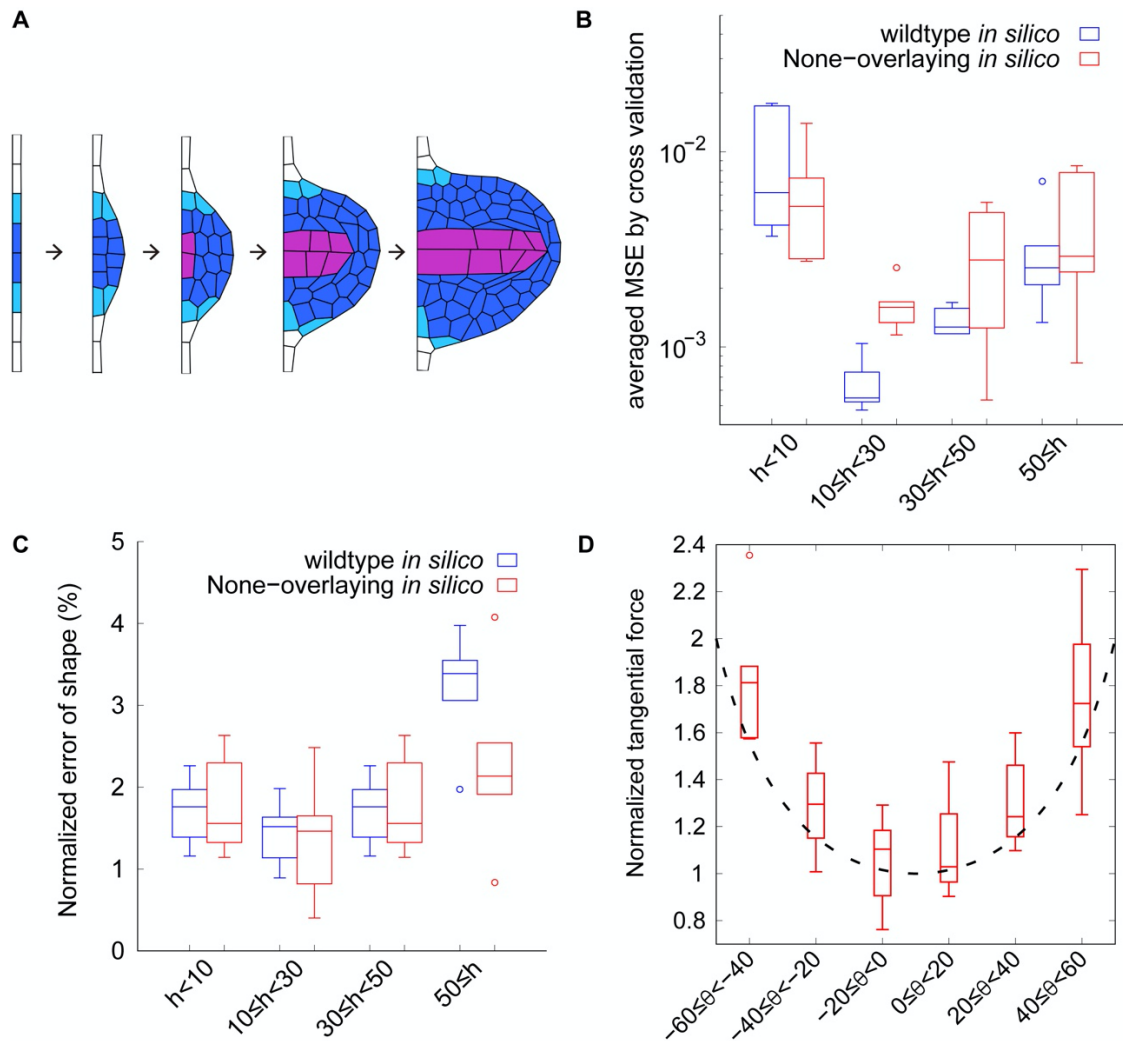 A
B
wildtype in silico
None−overlaying in silico
averaged MSE by cross validation
10⁻²
10⁻³
h<10
10≤h<30
30≤h<50
50≤h
C
wildtype in silico
None−overlaying in silico
Normalized error of shape (%)
5
4
3
2
1
0
h<10
10≤h<30
30≤h<50
50≤h
D
Normalized tangential force
2.4
2.2
2
1.8
1.6
1.4
1.2
1
0.8
−60≤θ<−40
−40≤θ<−20
−20≤θ<0
0≤θ<20
20≤θ<40
40≤θ<60